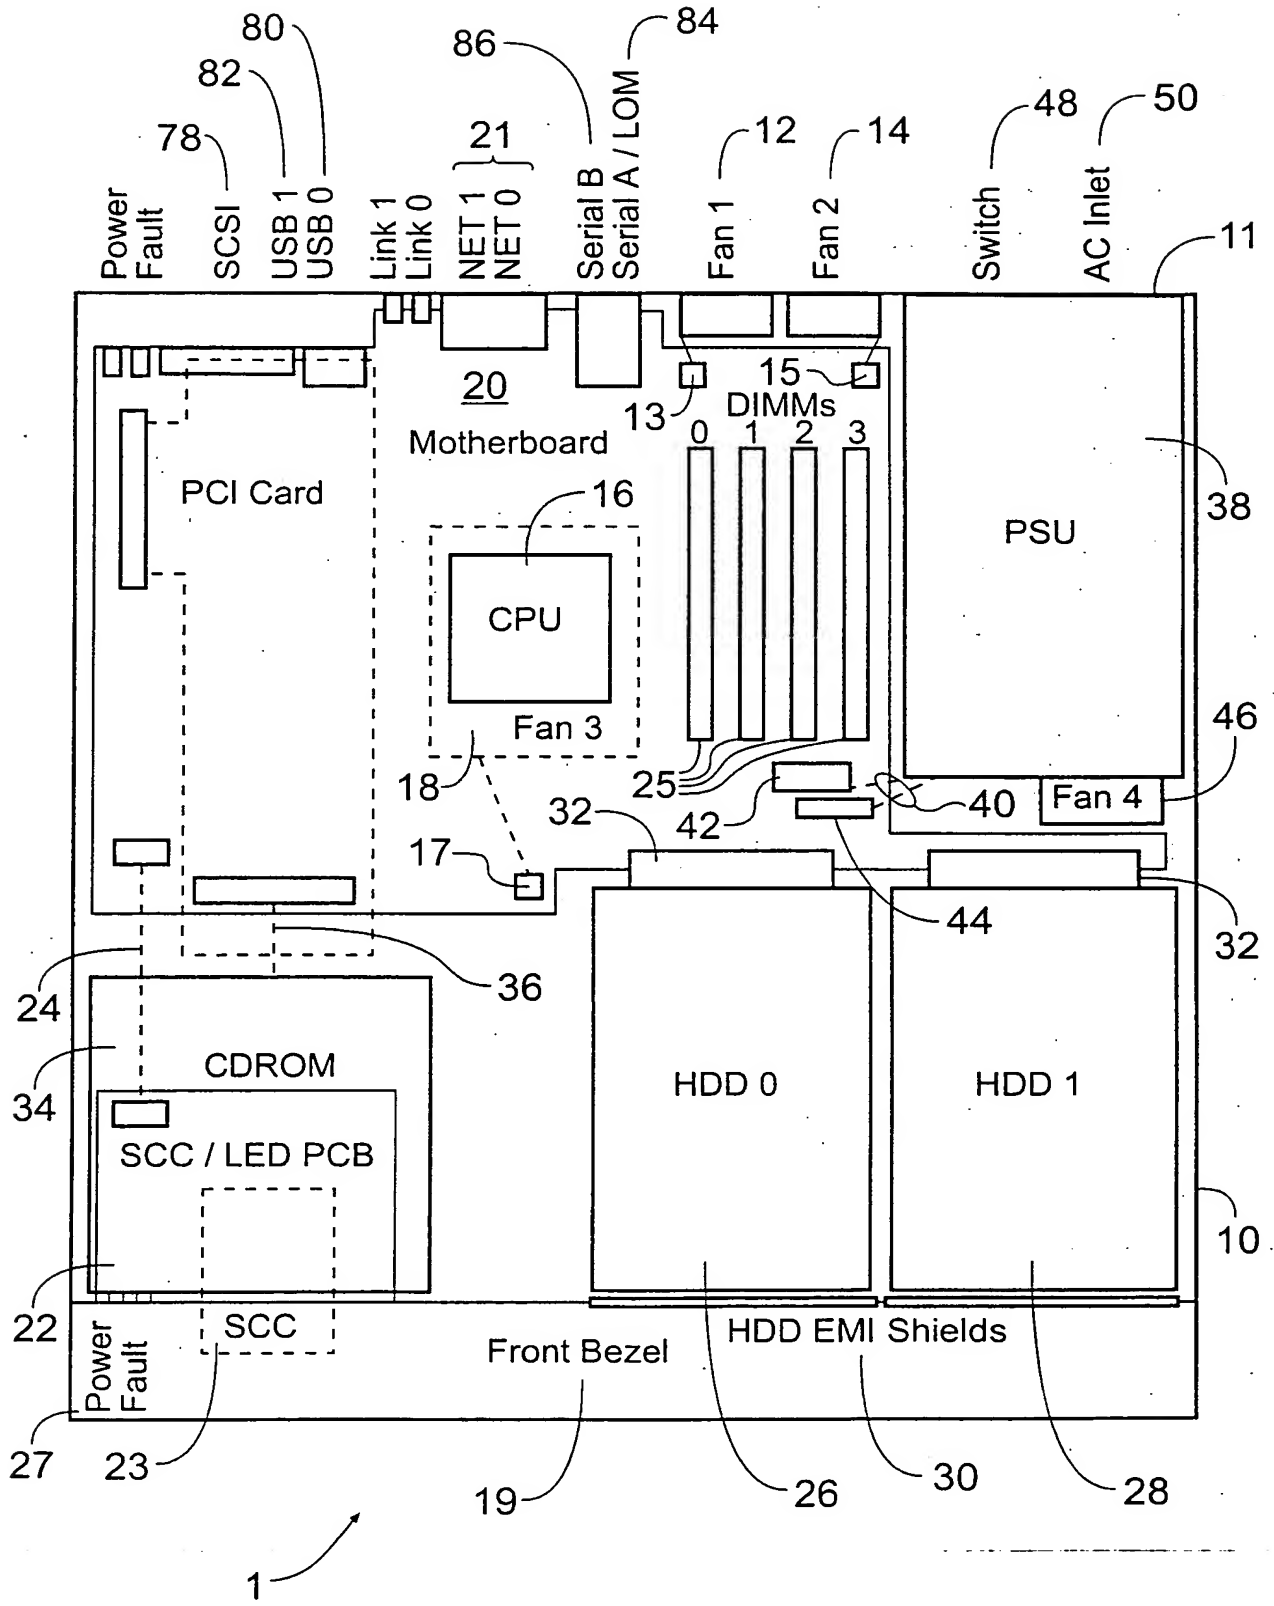 80
84
86
82
12
48
50
78
21
14
Power
Fault
SCSI
USB 1
USB 0
Link 1
Link 0
NET 1
NET 0
Serial B
Serial A / LOM
Fan 1
Fan 2
Switch
AC Inlet
11
20
13
15
DIMMs
0 1 2 3
Motherboard
PCI Card
16
38
PSU
CPU
Fan 3
46
18
25
42
40
Fan 4
32
17
44
32
24
36
34
CDROM
HDD 0
HDD 1
SCC / LED PCB
10
22
SCC
Power
Fault
Front Bezel
HDD EMI Shields
27
23
19
26
30
28
1